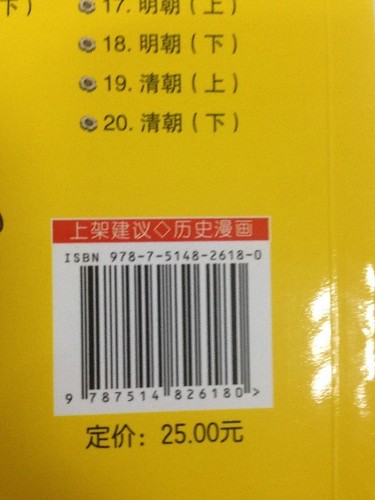 下）
17. 明朝（上）
18. 明朝（下）
19. 清朝（上）
20. 清朝（下）
上架建议◇历史漫画
ISBN 978-7-5148-2618-0
9 787514 826180 >
定价：25.00元